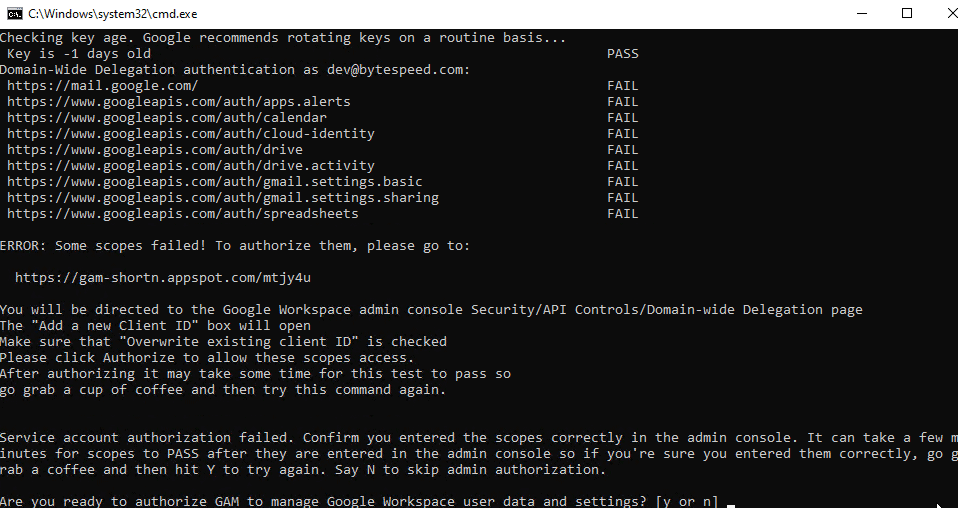 C:\Windows\system32\cmd.exe
Checking key age. Google recommends rotating keys on a routine basis...
Key is -1 days old PASS
Domain-Wide Delegation authentication as dev@bytespeed.com:
https://mail.google.com/ FAIL
https://www.googleapis.com/auth/apps.alerts FAIL
https://www.googleapis.com/auth/calendar FAIL
https://www.googleapis.com/auth/cloud-identity FAIL
https://www.googleapis.com/auth/drive FAIL
https://www.googleapis.com/auth/drive.activity FAIL
https://www.googleapis.com/auth/gmail.settings.basic FAIL
https://www.googleapis.com/auth/gmail.settings.sharing FAIL
https://www.googleapis.com/auth/spreadsheets FAIL
ERROR: Some scopes failed! To authorize them, please go to:
https://gam-shortn.appspot.com/mtjy4u
You will be directed to the Google Workspace admin console Security/API Controls/Domain-wide Delegation page
The "Add a new Client ID" box will open
Make sure that "Overwrite existing client ID" is checked
Please click Authorize to allow these scopes access.
After authorizing it may take some time for this test to pass so
go grab a cup of coffee and then try this command again.
Service account authorization failed. Confirm you entered the scopes correctly in the admin console. It can take a few m
inutes for scopes to PASS after they are entered in the admin console so if you're sure you entered them correctly, go g
rab a coffee and then hit Y to try again. Say N to skip admin authorization.
Are you ready to authorize GAM to manage Google Workspace user data and settings? [y or n]